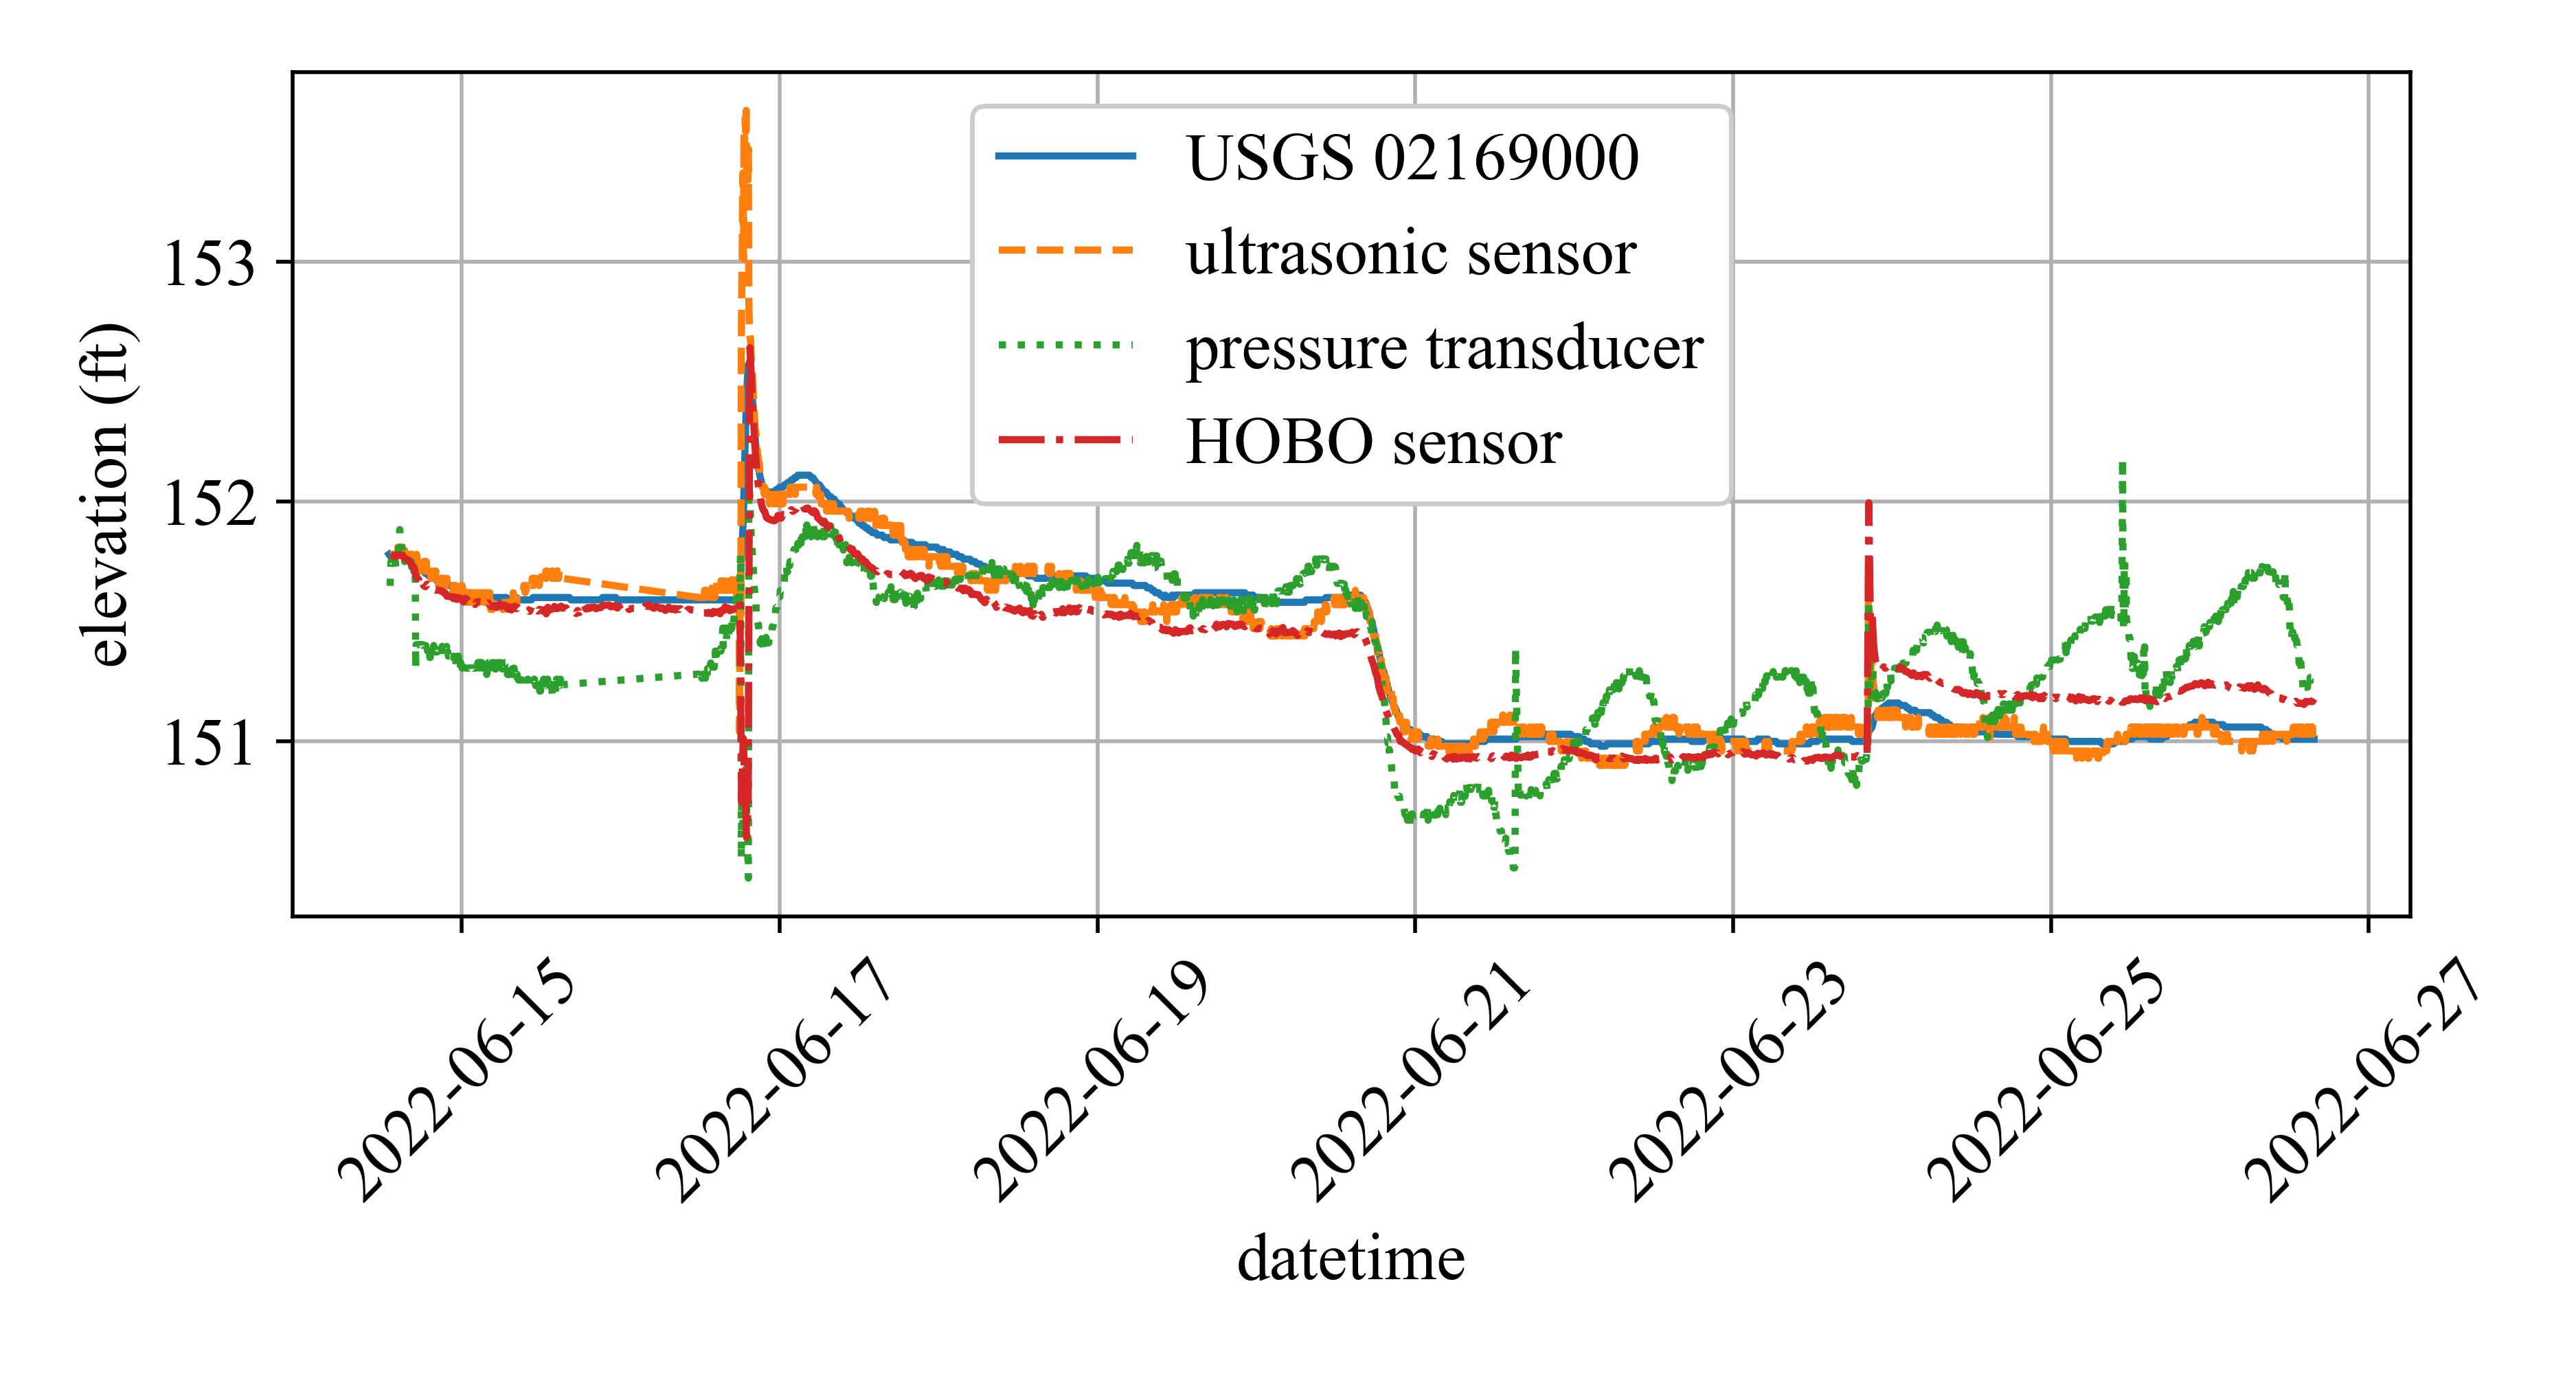 USGS 02169000
ultrasonic sensor
pressure transducer
HOBO sensor
153
152
151
elevation (ft)
2022-06-15
2022-06-17
2022-06-19
2022-06-21
2022-06-23
2022-06-25
2022-06-27
datetime